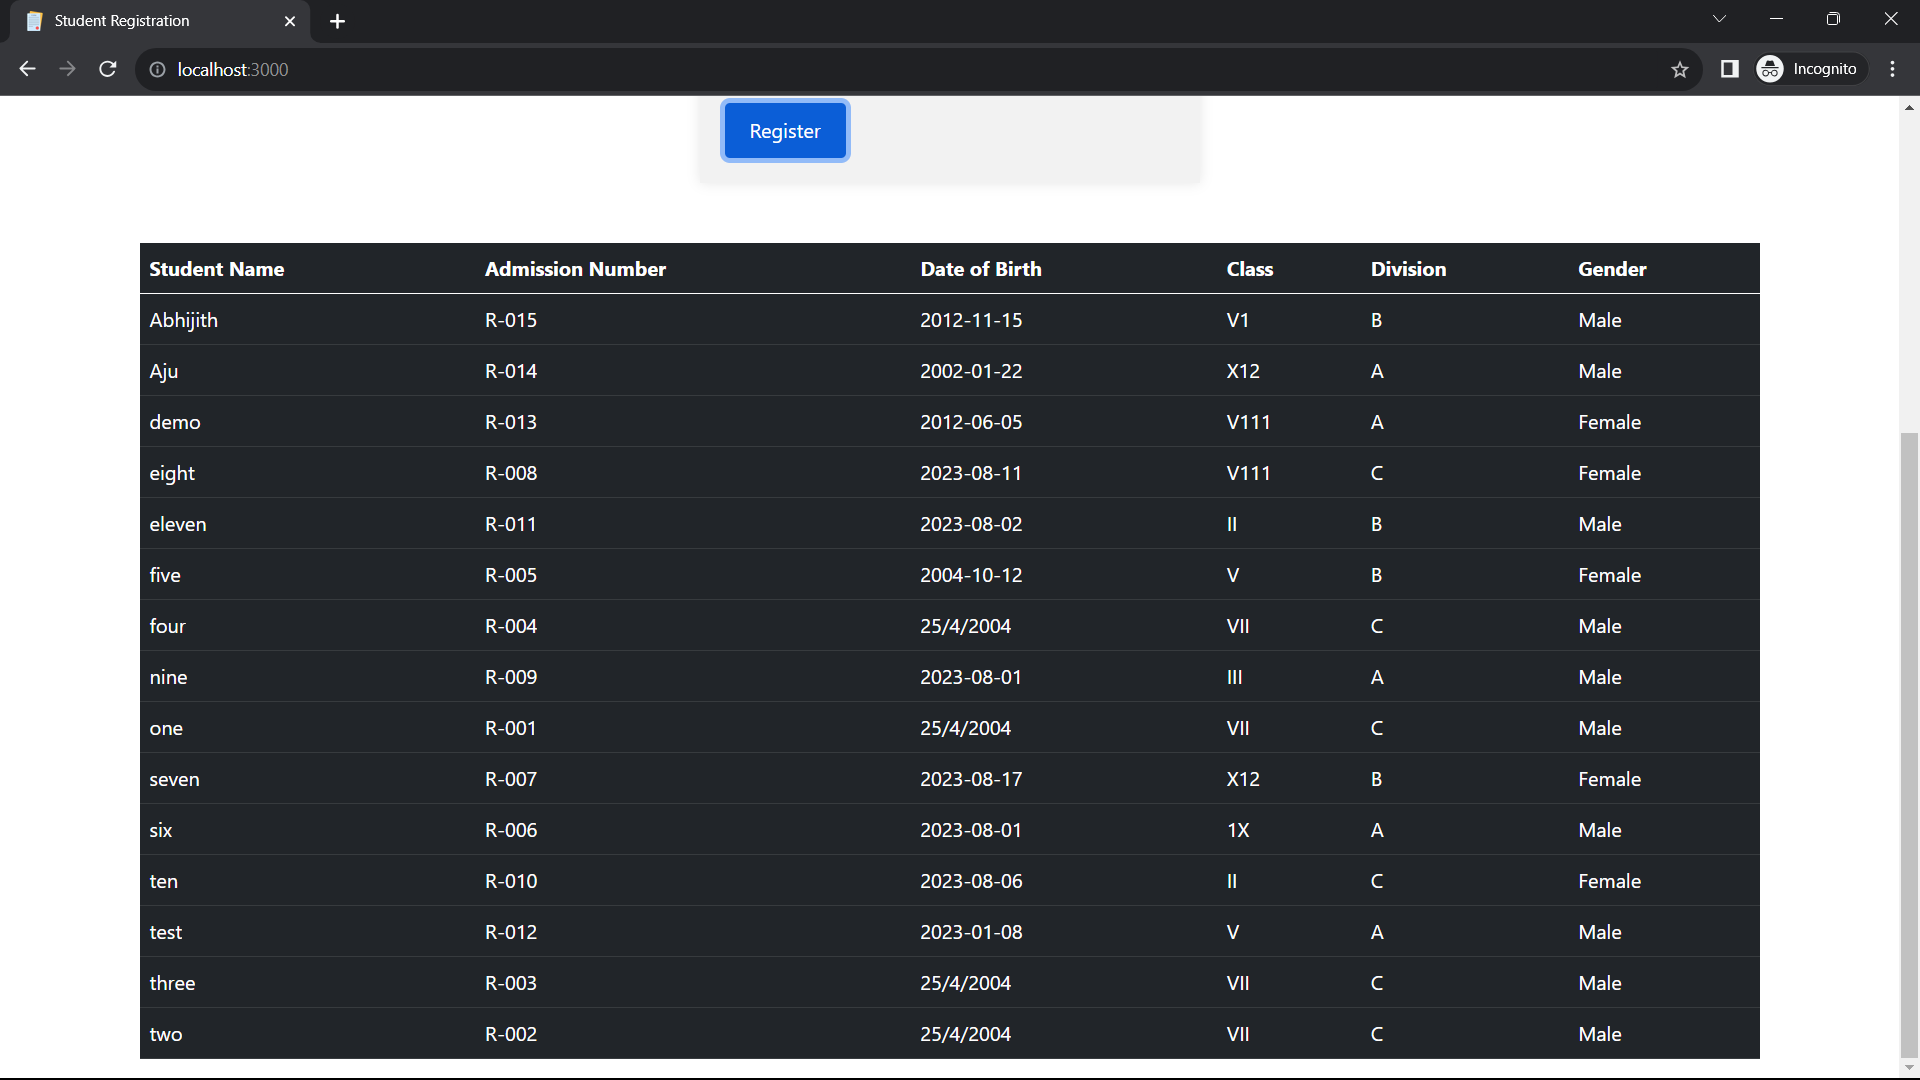 Student Registration
localhost:3000
Incognito
Register
Student Name Admission Number Date of Birth Class Division Gender
Abhijith R-015 2012-11-15 V1 B Male
Aju R-014 2002-01-22 X12 A Male
demo R-013 2012-06-05 V111 A Female
eight R-008 2023-08-11 V111 C Female
eleven R-011 2023-08-02 II B Male
five R-005 2004-10-12 V B Female
four R-004 25/4/2004 VII C Male
nine R-009 2023-08-01 III A Male
one R-001 25/4/2004 VII C Male
seven R-007 2023-08-17 X12 B Female
six R-006 2023-08-01 1X A Male
ten R-010 2023-08-06 II C Female
test R-012 2023-01-08 V A Male
three R-003 25/4/2004 VII C Male
two R-002 25/4/2004 VII C Male